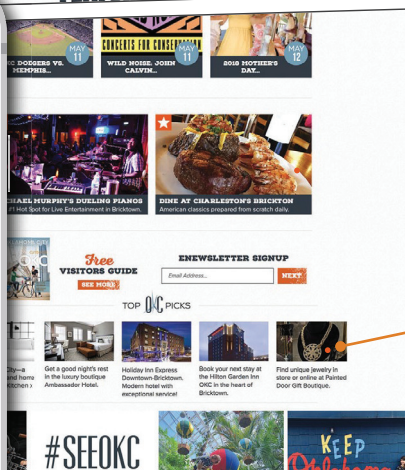 CONCERTS FOR CONSERVATION
C DODGERS VS.
MEMPHIS...
MAY
11
WILD NOISE: JOHN
CALVIN...
MAY
11
2018 MOTHER'S
DAY...
MAY
12
CHAEL MURPHY'S DUELING PIANOS
#1 Hot Spot for Live Entertainment in Bricktown.
DINE AT CHARLESTON'S BRICKTON
American classics prepared from scratch daily.
Free
VISITORS GUIDE
SEE MORE
ENEWSLETTER SIGNUP
Email Address...
NEXT
TOP OKC PICKS
City—a
and home
Kitchen
Get a good night's rest
in the luxury boutique
Ambassador Hotel.
Holiday Inn Express
Downtown-Bricktown.
Modern hotel with
exceptional service!
Book your next stay at
the Hilton Garden Inn
OKC in the heart of
Bricktown.
Find unique jewelry in
store or online at Painted
Door Gift Boutique.
#SEEOKC
KEEP